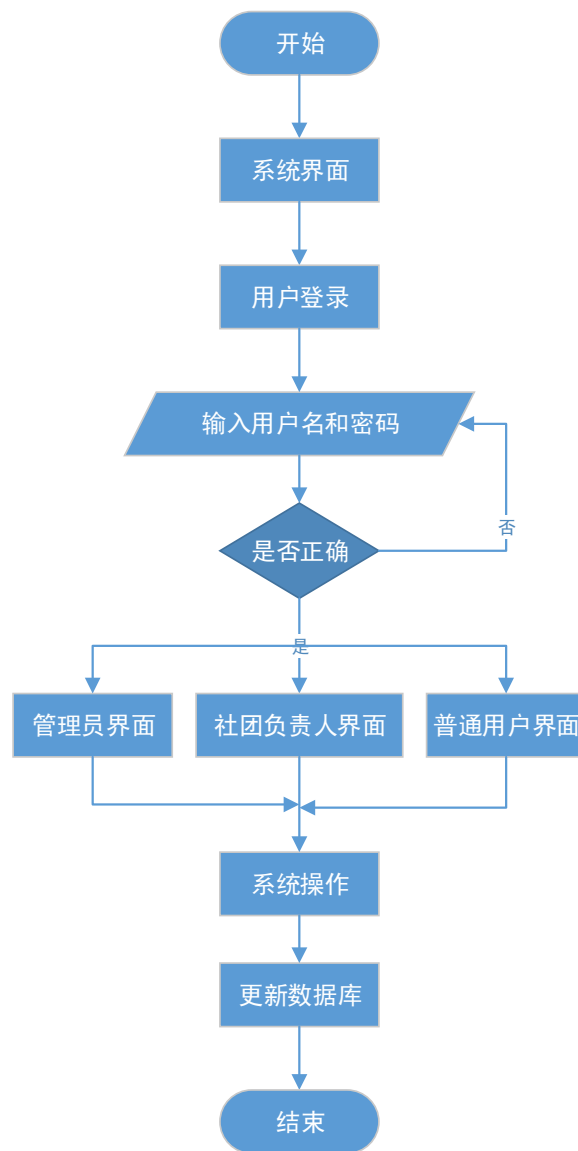 开始
系统界面
用户登录
输入用户名和密码
否
是否正确
是
管理员界面
社团负责人界面
普通用户界面
系统操作
更新数据库
结束